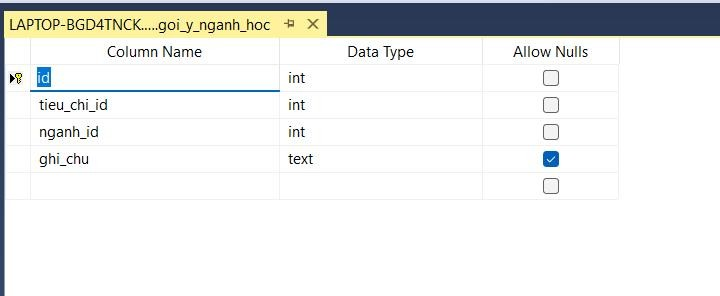 LAPTOP-BGD4TNCK.....goi_y_nganh_hoc
Column Name Data Type Allow Nulls
id int
tieu_chi_id int
nganh_id int
ghi_chu text